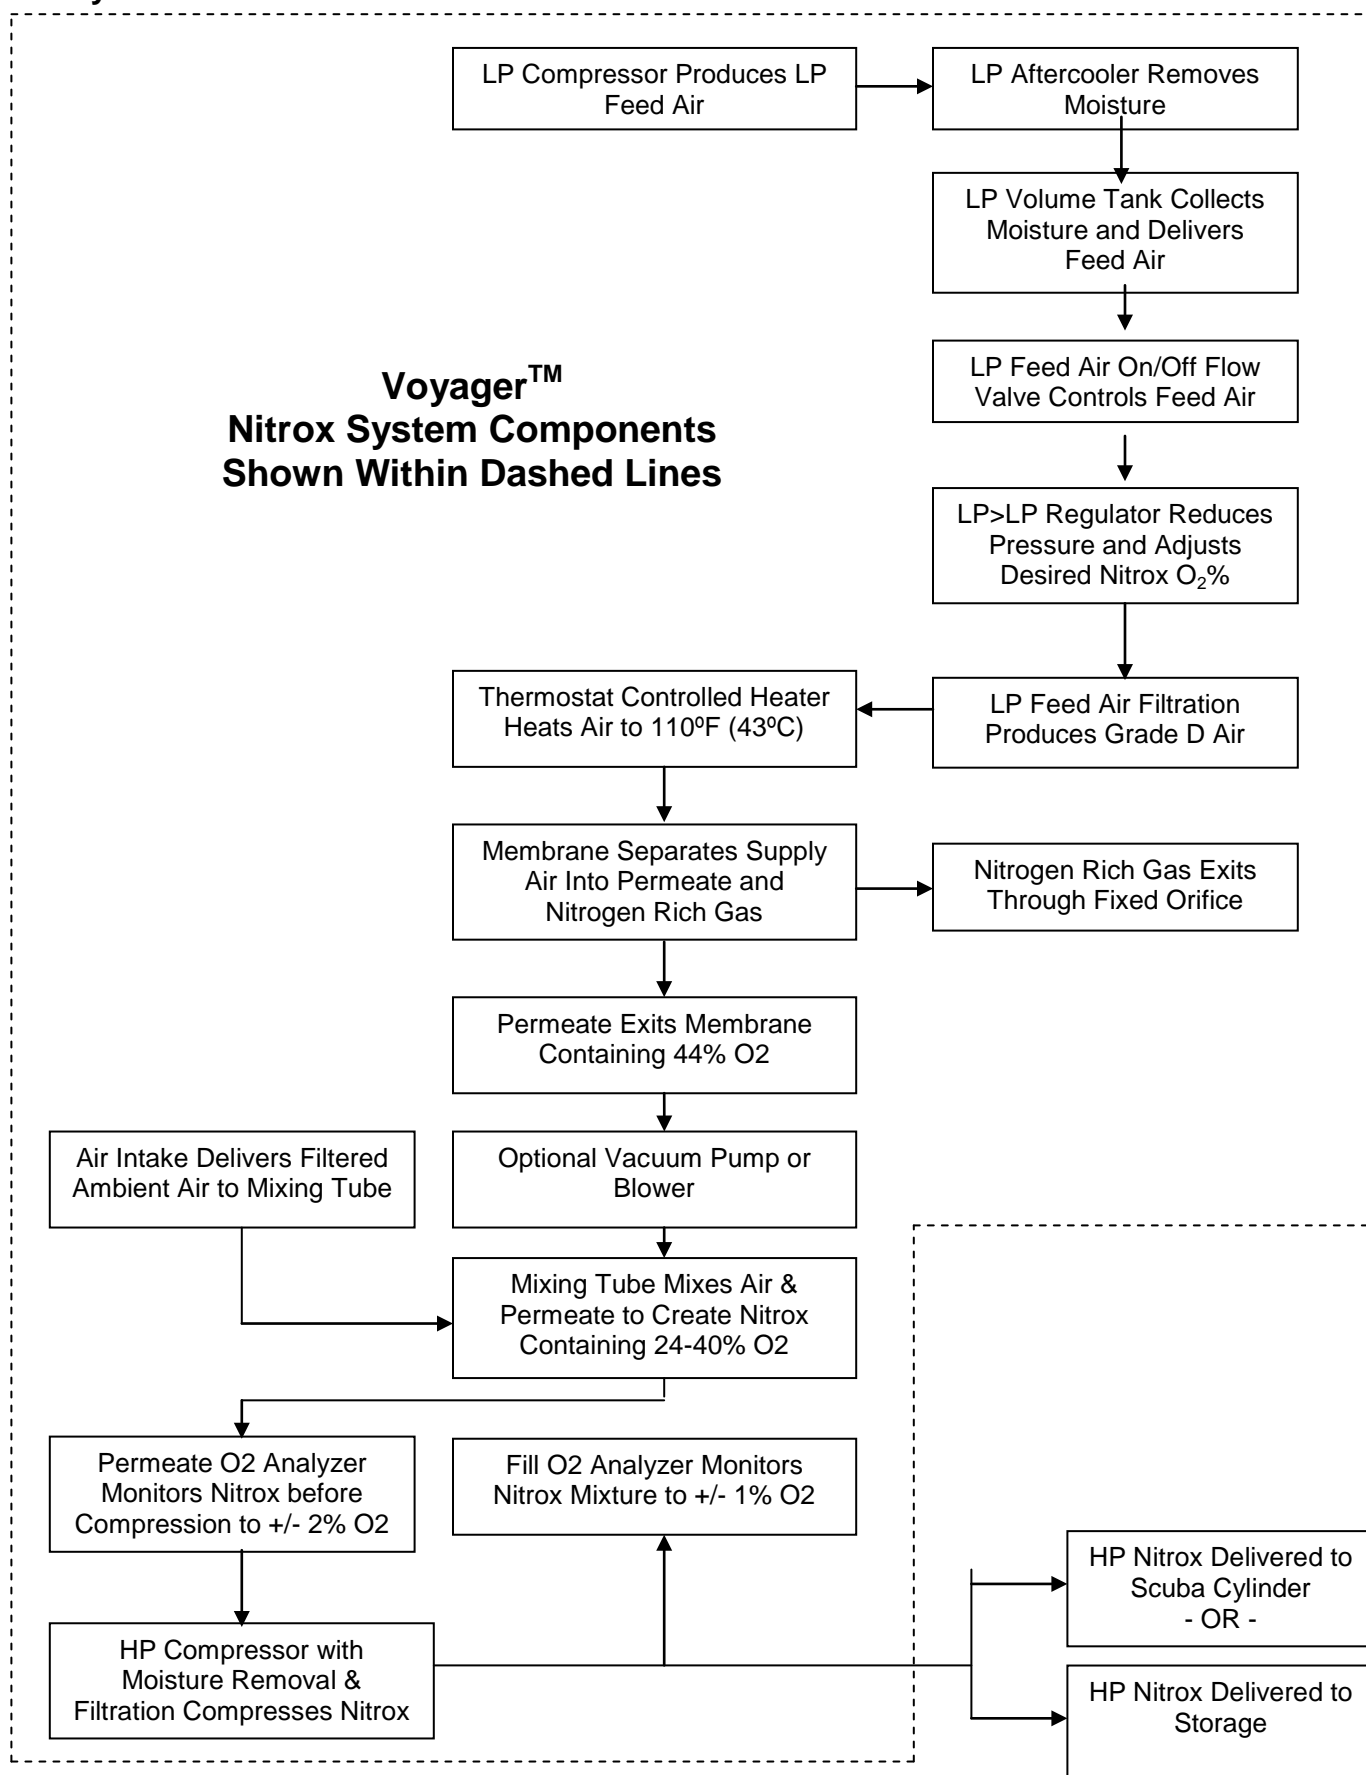 LP Compressor Produces LP
Feed Air
LP Aftercooler Removes
Moisture
LP Volume Tank Collects
Moisture and Delivers
Feed Air
LP Feed Air On/Off Flow
Valve Controls Feed Air
Voyager™
Nitrox System Components
Shown Within Dashed Lines
LP>LP Regulator Reduces
Pressure and Adjusts
Desired Nitrox O₂%
LP Feed Air Filtration
Produces Grade D Air
Thermostat Controlled Heater
Heats Air to 110ºF (43ºC)
Membrane Separates Supply
Air Into Permeate and
Nitrogen Rich Gas
Nitrogen Rich Gas Exits
Through Fixed Orifice
Permeate Exits Membrane
Containing 44% O2
Air Intake Delivers Filtered
Ambient Air to Mixing Tube
Optional Vacuum Pump or
Blower
Mixing Tube Mixes Air &
Permeate to Create Nitrox
Containing 24-40% O2
Permeate O2 Analyzer
Monitors Nitrox before
Compression to +/- 2% O2
Fill O2 Analyzer Monitors
Nitrox Mixture to +/- 1% O2
HP Compressor with
Moisture Removal &
Filtration Compresses Nitrox
HP Nitrox Delivered to
Scuba Cylinder
- OR -
HP Nitrox Delivered to
Storage